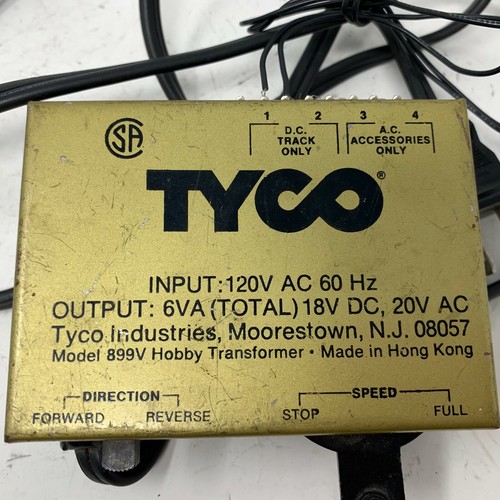 1 2 3 4
CSA
D.C. TRACK ONLY
A.C. ACCESSORIES ONLY
TYCO®
INPUT: 120V AC 60 Hz
OUTPUT: 6VA (TOTAL) 18V DC, 20V AC
Tyco Industries, Moorestown, N.J. 08057
Model 899V Hobby Transformer • Made in Hong Kong
DIRECTION SPEED
FORWARD REVERSE STOP FULL